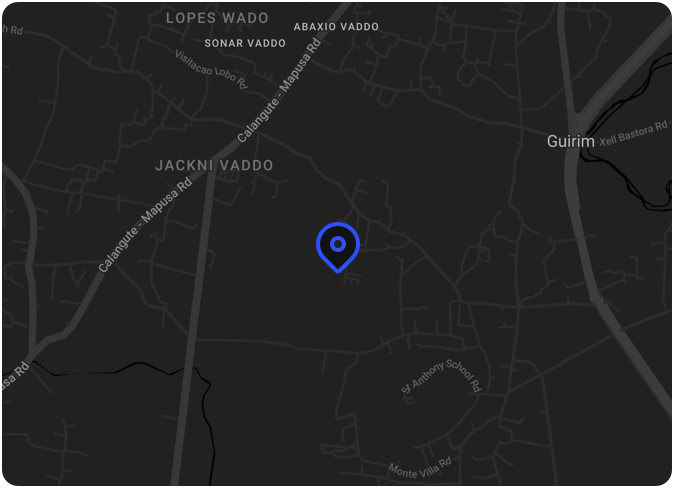 LOPES WADO
ABAXIO VADDO
h Rd
SONAR VADDO
Visitacao Lobo Rd
Calangute - Mapusa Rd
Guirim
Xell Bastora Rd
JACKNI VADDO
Calangute - Mapusa Rd
usa Rd
St Anthony School Rd
Monte Villa Rd